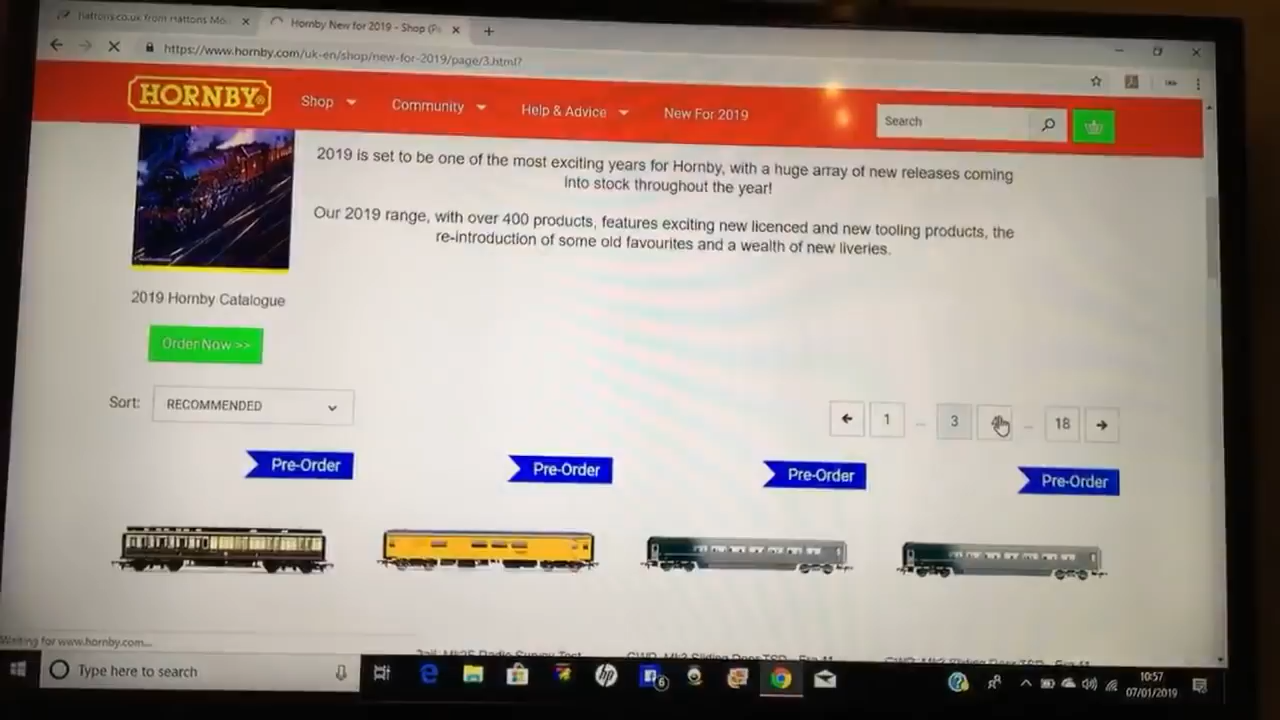 hattons.co.uk from Hattons Mo
Hornby New for 2019 - Shop
https://www.hornby.com/uk-en/shop/new-for-2019/page/3.html?
HORNBY
Shop
Community
Help & Advice
New For 2019
Search
2019 is set to be one of the most exciting years for Hornby, with a huge array of new releases coming
into stock throughout the year!
Our 2019 range, with over 400 products, features exciting new licenced and new tooling products, the
re-introduction of some old favourites and a wealth of new liveries.
2019 Hornby Catalogue
Order Now >>
Sort:
RECOMMENDED
1
...
3
...
18
Pre-Order
Pre-Order
Pre-Order
Pre-Order
Waiting for www.hornby.com...
Type here to search
hp
6
10:57
07/01/2019